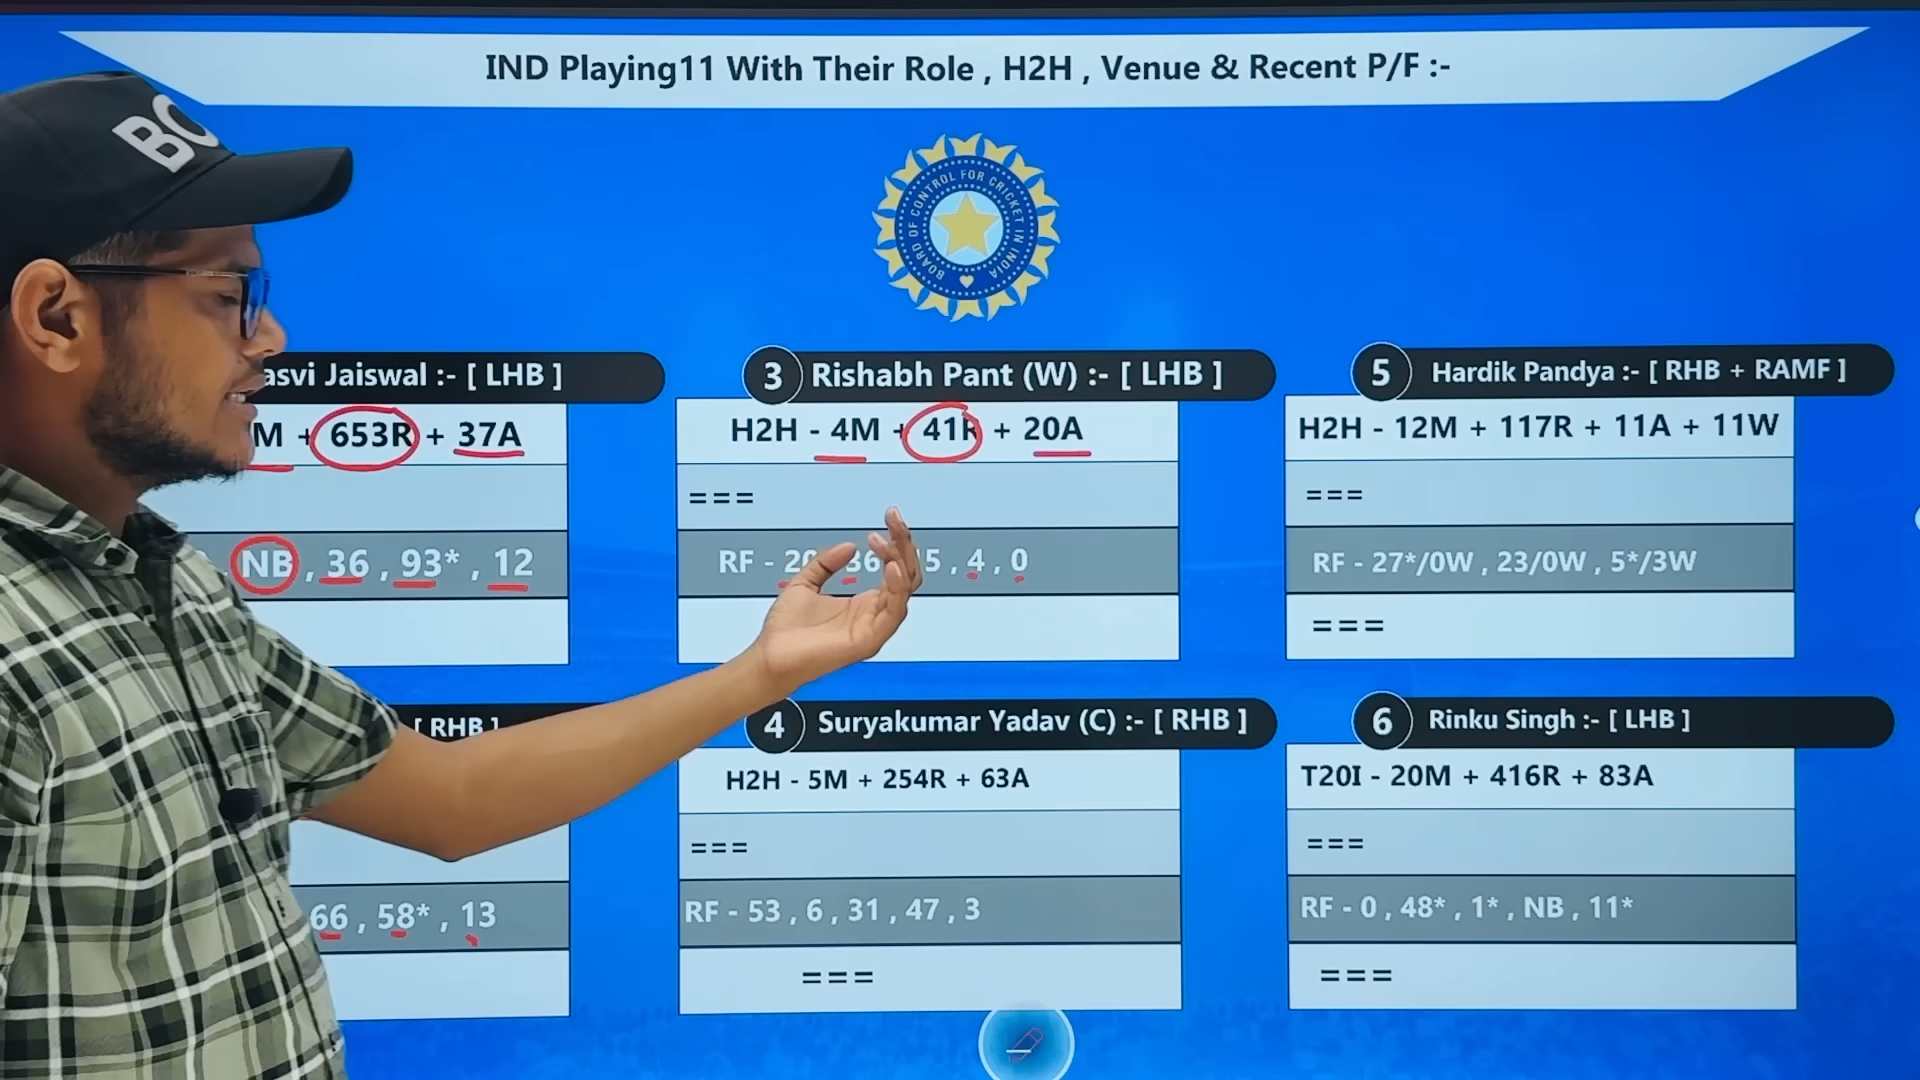 IND Playing11 With Their Role , H2H , Venue & Recent P/F :-
BOARD OF CONTROL FOR CRICKET IN INDIA
Jaiswal :- [ LHB ]
M + 653R + 37A
NB , 36 , 93* , 12
[ RHB ]
66 , 58* , 13
3 Rishabh Pant (W) :- [ LHB ]
H2H - 4M + 41R + 20A
===
RF - , 4 , 0
4 Suryakumar Yadav (C) :- [ RHB ]
H2H - 5M + 254R + 63A
===
RF - 53 , 6 , 31 , 47 , 3
===
5 Hardik Pandya :- [ RHB + RAMF ]
H2H - 12M + 117R + 11A + 11W
===
RF - 27*/0W , 23/0W , 5*/3W
===
6 Rinku Singh :- [ LHB ]
T20I - 20M + 416R + 83A
===
RF - 0 , 48* , 1* , NB , 11*
===